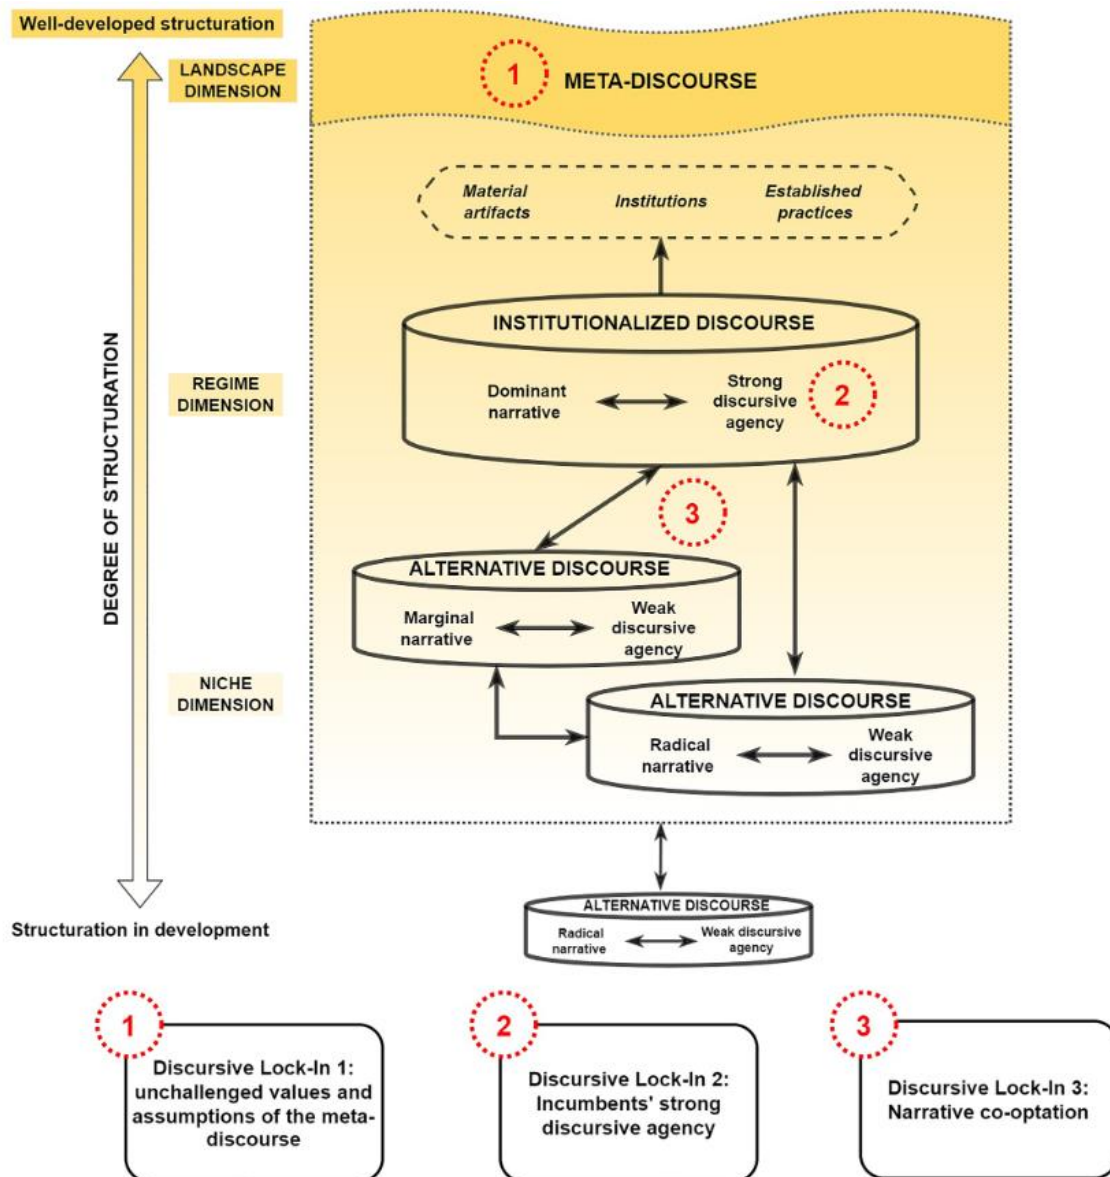 Well-developed structuration
LANDSCAPE
DIMENSION
1
META-DISCOURSE
Material
artifacts
Institutions
Established
practices
INSTITUTIONALIZED DISCOURSE
DEGREE OF STRUCTURATION
REGIME
DIMENSION
Dominant
narrative
Strong
discursive
agency
2
3
ALTERNATIVE DISCOURSE
Marginal
narrative
Weak
discursive
agency
NICHE
DIMENSION
ALTERNATIVE DISCOURSE
Radical
narrative
Weak
discursive
agency
ALTERNATIVE DISCOURSE
Radical
narrative
Weak discursive
agency
Structuration in development
1
Discursive Lock-In 1:
unchallenged values and
assumptions of the meta-
discourse
2
Discursive Lock-In 2:
Incumbents' strong
discursive agency
3
Discursive Lock-In 3:
Narrative co-optation